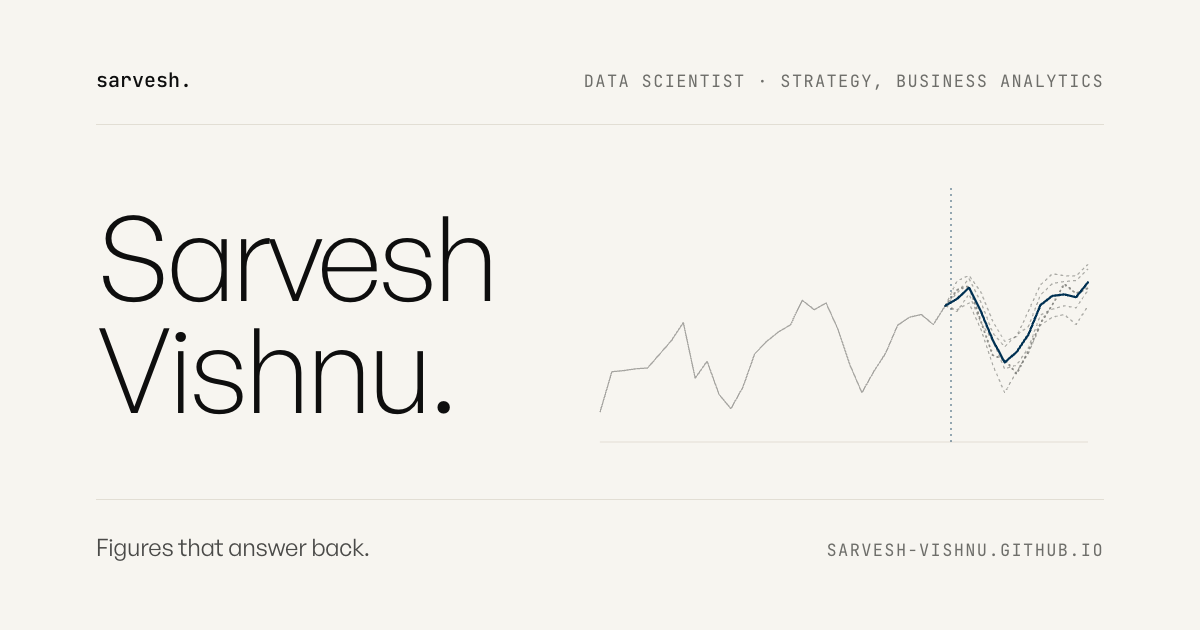 sarvesh.
DATA SCIENTIST · STRATEGY, BUSINESS ANALYTICS
Sarvesh
Vishnu.
Figures that answer back.
SARVESH-VISHNU.GITHUB.IO